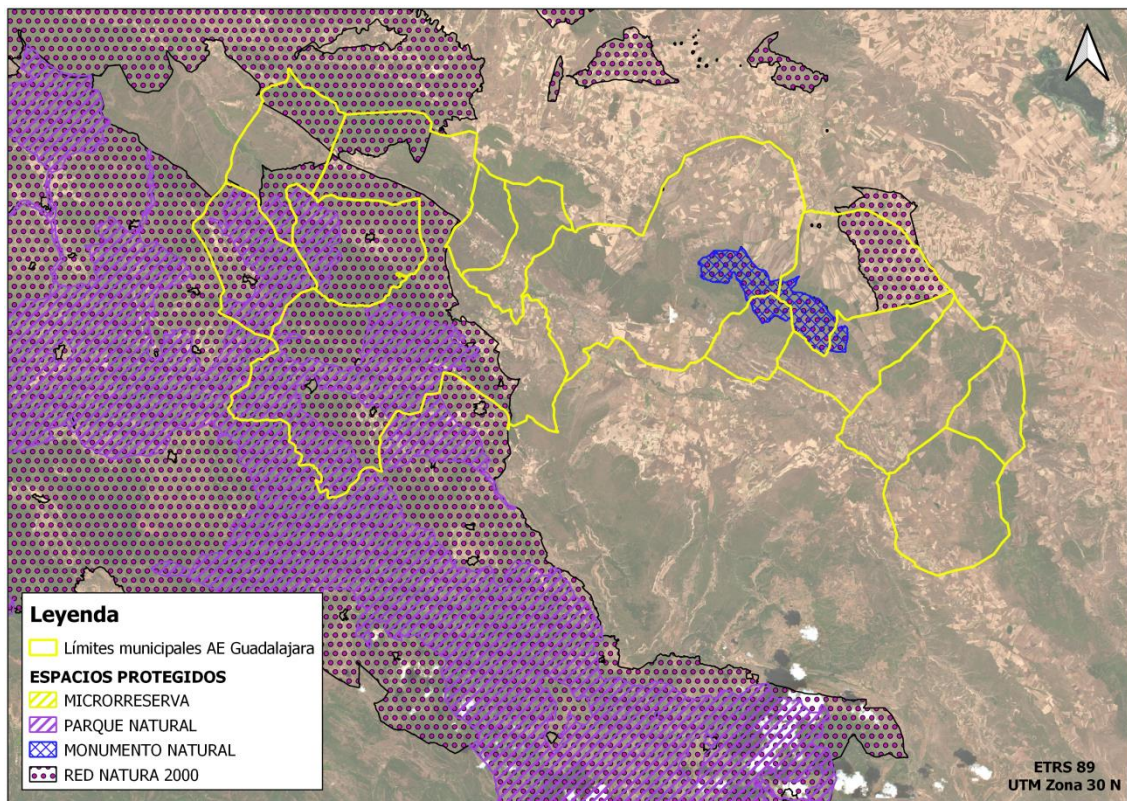 Leyenda
Límites municipales AE Guadalajara
ESPACIOS PROTEGIDOS
MICRORRESERVA
PARQUE NATURAL
MONUMENTO NATURAL
RED NATURA 2000
ETRS 89
UTM Zona 30 N